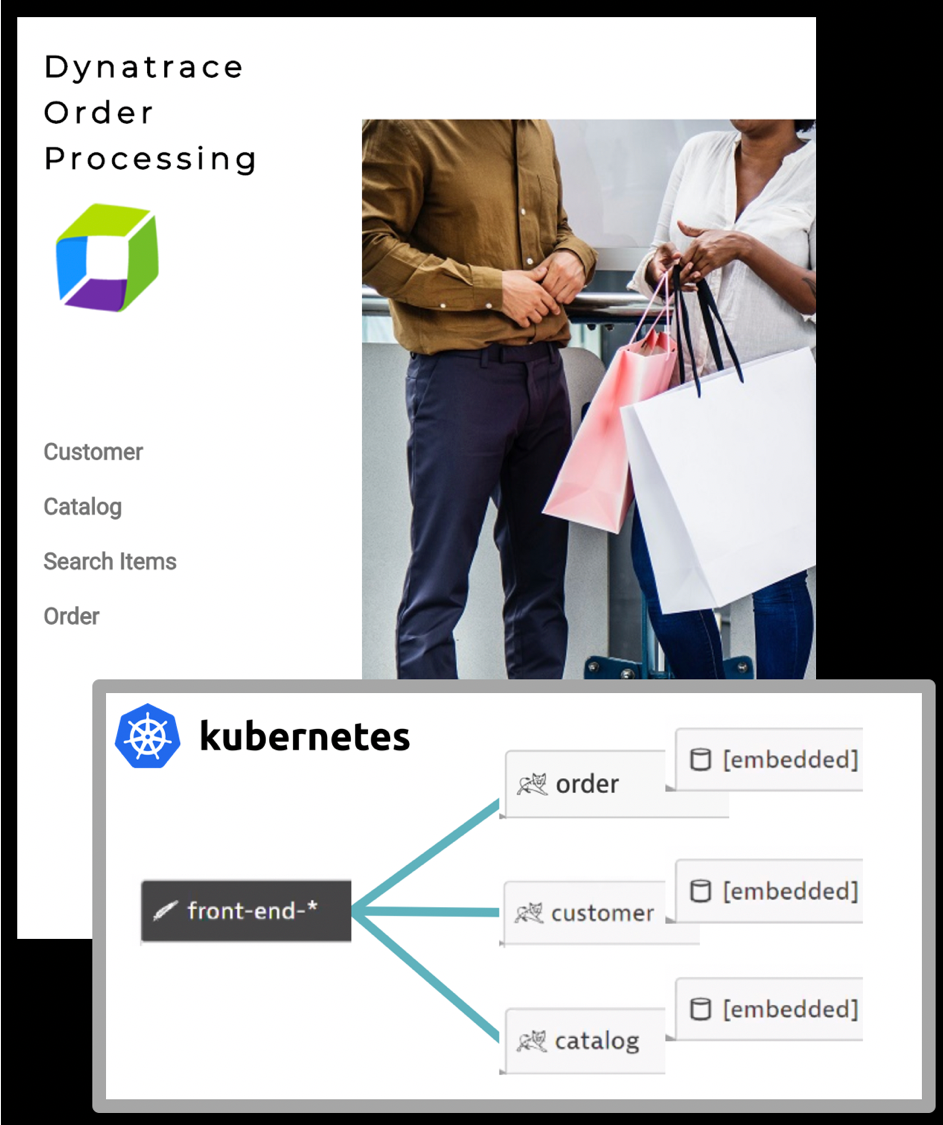 Dynatrace
Order
Processing
Customer
Catalog
Search Items
Order
kubernetes
order
[embedded]
front-end-*
customer
[embedded]
catalog
[embedded]